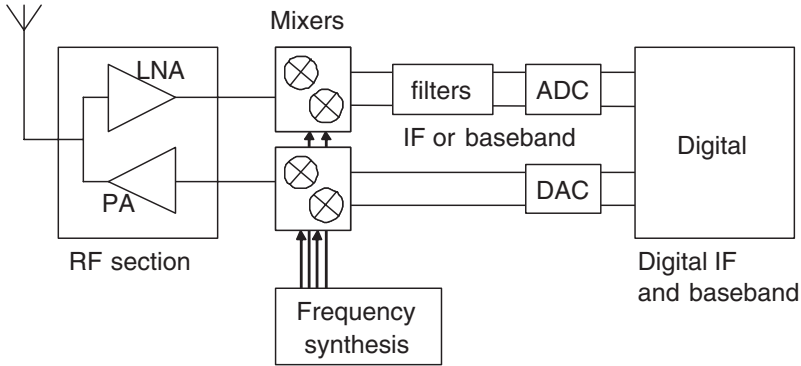 Mixers
LNA
filters
ADC
IF or baseband
Digital
PA
DAC
RF section
Digital IF
and baseband
Frequency
synthesis